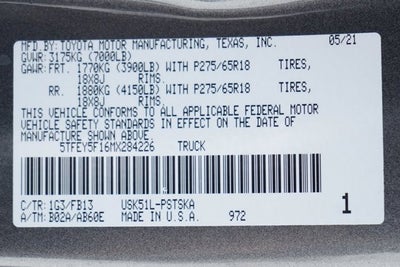 MFD BY: TOYOTA MOTOR MANUFACTURING, TEXAS, INC. 05/21
GVWR: 3175KG (7000LB)
GAWR: FRT. 1770KG (3900LB) WITH P275/65R18 TIRES,
18X8J RIMS.
RR. 1880KG (4150LB) WITH P275/65R18 TIRES,
18X8J RIMS.
THIS VEHICLE CONFORMS TO ALL APPLICABLE FEDERAL MOTOR
VEHICLE SAFETY STANDARDS IN EFFECT ON THE DATE OF
MANUFACTURE SHOWN ABOVE.
5TFEY5F16MX284226 TRUCK
C/TR: 1G3/FB13 USK51L-PSTSKA
A/TM: B02A/AB60E MADE IN U.S.A. 972
1